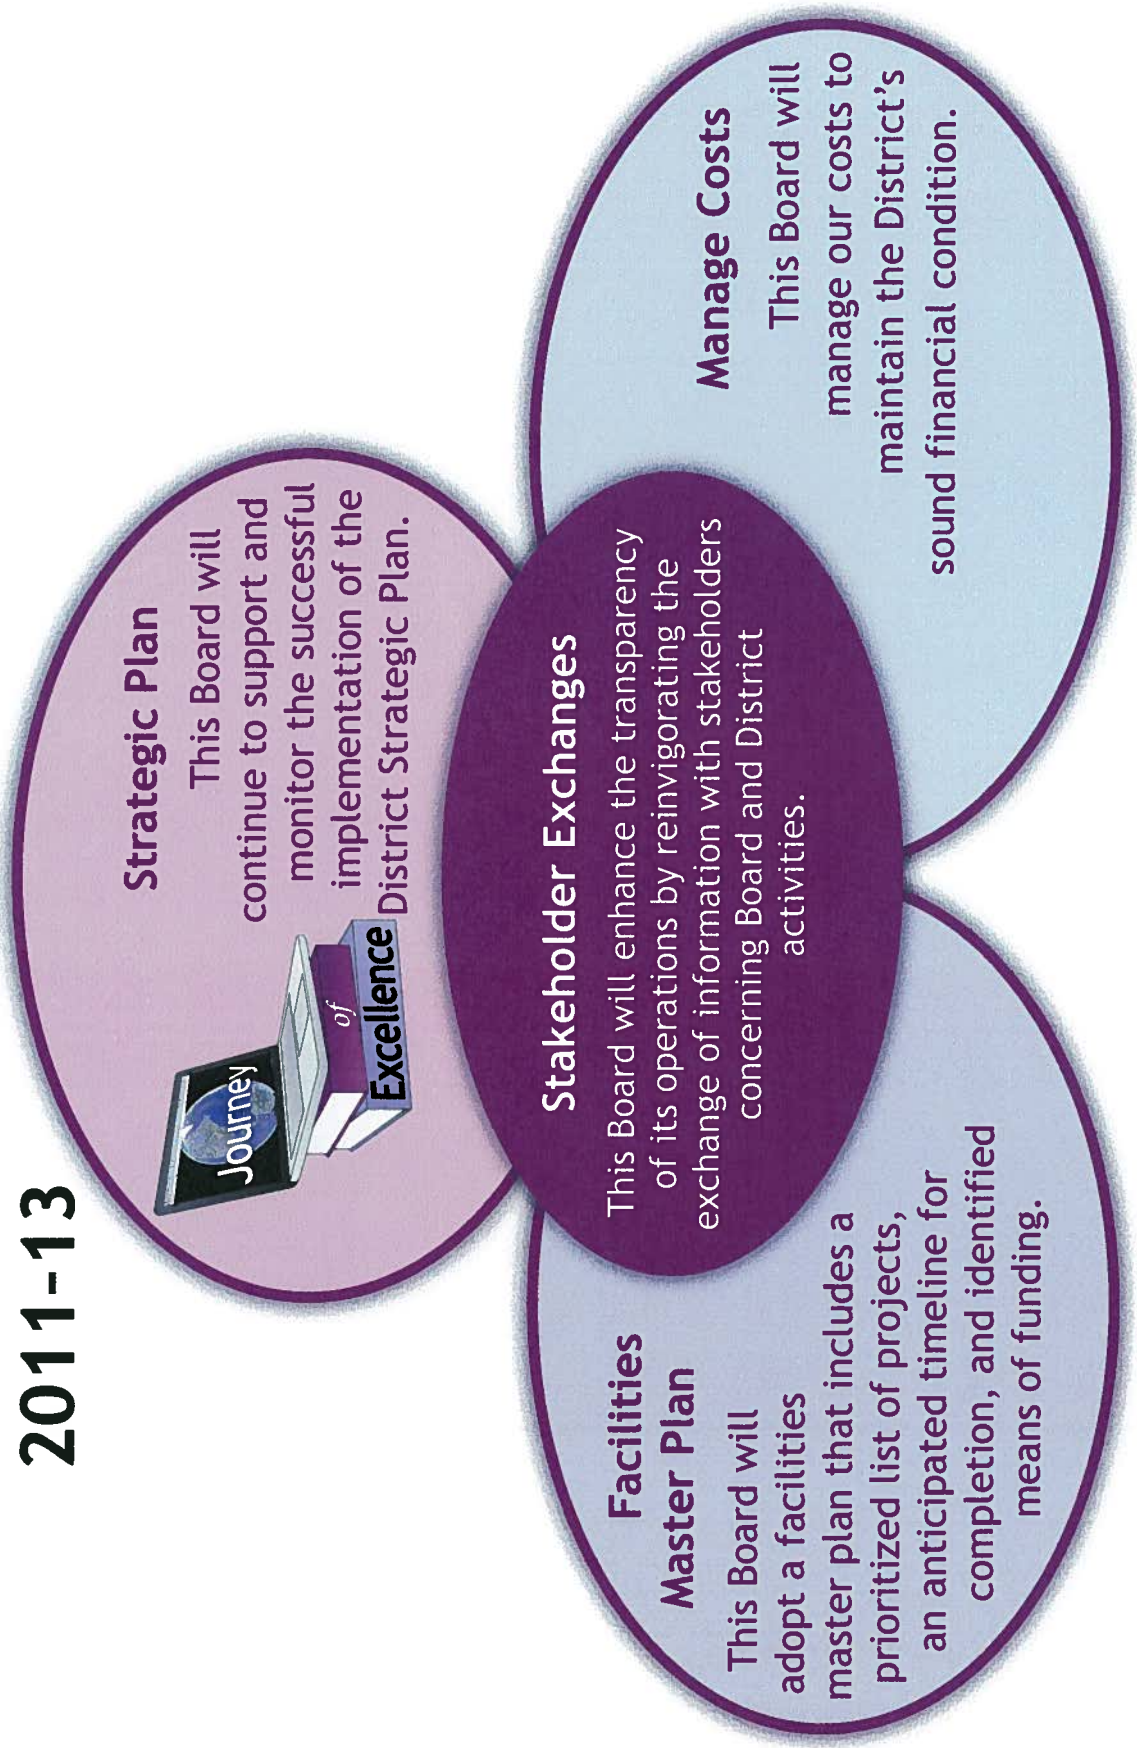 2011-13
Strategic Plan
This Board will
continue to support and
monitor the successful
implementation of the
District Strategic Plan.
Journey
of
Excellence
Stakeholder Exchanges
This Board will enhance the transparency
of its operations by reinvigorating the
exchange of information with stakeholders
concerning Board and District
activities.
Facilities
Master Plan
This Board will
adopt a facilities
master plan that includes a
prioritized list of projects,
an anticipated timeline for
completion, and identified
means of funding.
Manage Costs
This Board will
manage our costs to
maintain the District's
sound financial condition.